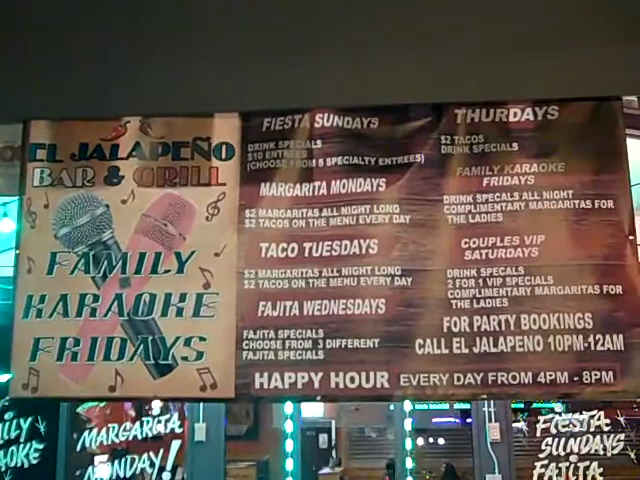 EL JALAPEÑO
BAR & GRILL
FAMILY
KARAOKE
FRIDAYS
FIESTA SUNDAYS
DRINK SPECIALS
$10 ENTREES
(CHOOSE FROM 5 SPECIALTY ENTREES)
MARGARITA MONDAYS
$2 MARGARITAS ALL NIGHT LONG
$2 TACOS ON THE MENU EVERY DAY
TACO TUESDAYS
$2 MARGARITAS ALL NIGHT LONG
$2 TACOS ON THE MENU EVERY DAY
FAJITA WEDNESDAYS
FAJITA SPECIALS
CHOOSE FROM 3 DIFFERENT
FAJITA SPECIALS
THURDAYS
$2 TACOS
DRINK SPECIALS
FAMILY KARAOKE
FRIDAYS
DRINK SPECALS ALL NIGHT
COMPLIMENTARY MARGARITAS FOR
THE LADIES
COUPLES VIP
SATURDAYS
DRINK SPECALS
2 FOR 1 VIP SPECIALS
COMPLIMENTARY MARGARITAS FOR
THE LADIES
FOR PARTY BOOKINGS
CALL EL JALAPENO 10PM-12AM
HAPPY HOUR EVERY DAY FROM 4PM - 8PM
ILY
AOKE
MARGARITA
MONDAY!
FIESTA
SUNDAYS
FAJITA